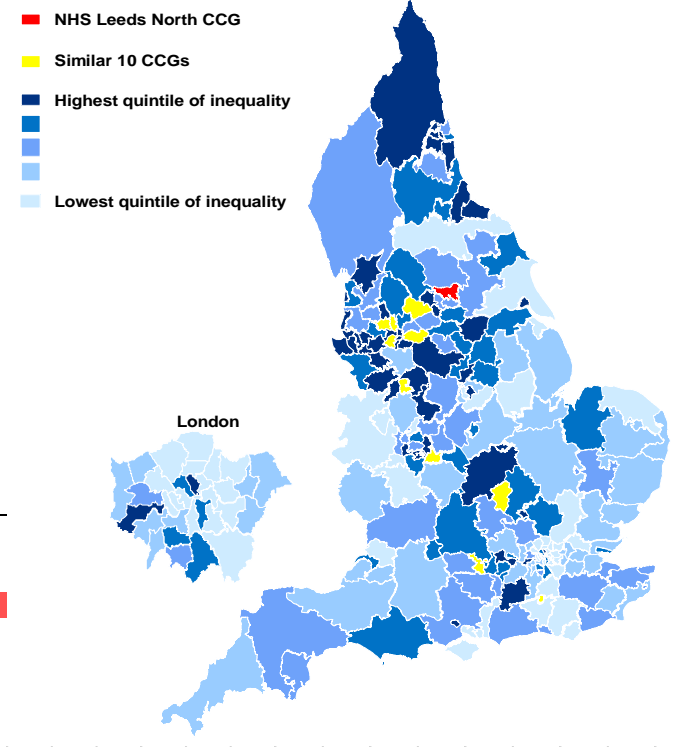 NHS Leeds North CCG
Similar 10 CCGs
Highest quintile of inequality
Lowest quintile of inequality
London